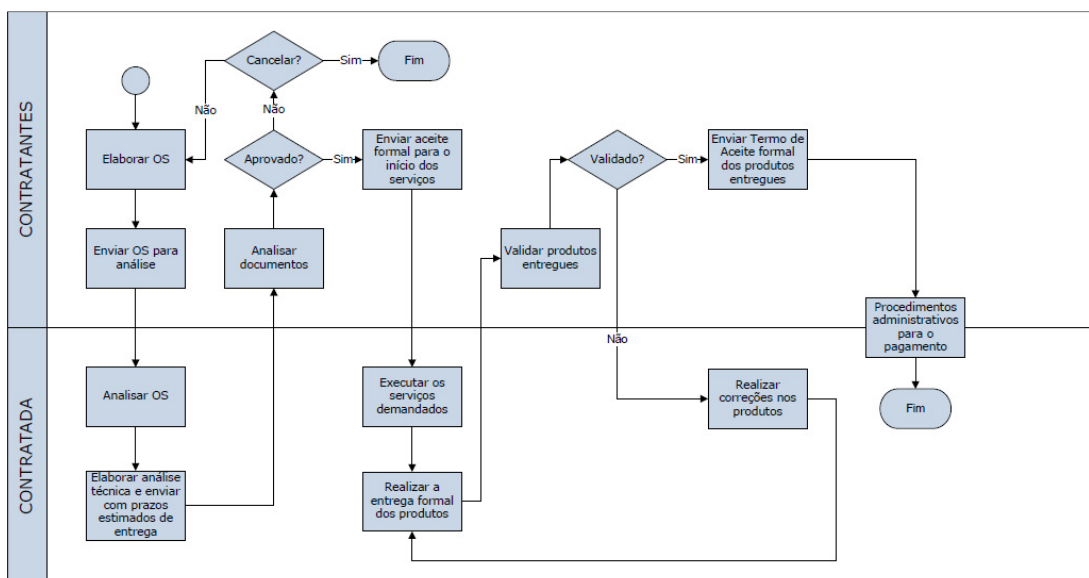 CONTRATANTES
Cancelar?
Sim
Fim
Não
Não
Elaborar OS
Aprovado?
Sim
Enviar aceite
formal para o
início dos
serviços
Validado?
Sim
Enviar Termo de
Aceite formal
dos produtos
entregues
Enviar OS para
análise
Analisar
documentos
Validar produtos
entregues
Procedimentos
administrativos
para o
pagamento
Não
CONTRATADA
Analisar OS
Executar os
serviços
demandados
Realizar
correções nos
produtos
Fim
Elaborar análise
técnica e enviar
com prazos
estimados de
entrega
Realizar a
entrega formal
dos produtos